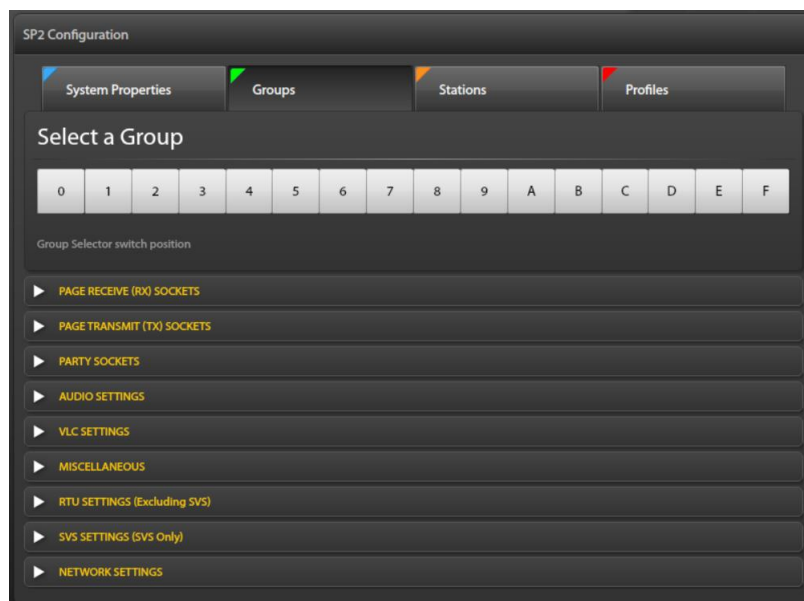 SP2 Configuration
System Properties Groups Stations Profiles
Select a Group
0 1 2 3 4 5 6 7 8 9 A B C D E F
Group Selector switch position
PAGE RECEIVE (RX) SOCKETS
PAGE TRANSMIT (TX) SOCKETS
PARTY SOCKETS
AUDIO SETTINGS
VLC SETTINGS
MISCELLANEOUS
RTU SETTINGS (Excluding SVS)
SVS SETTINGS (SVS Only)
NETWORK SETTINGS